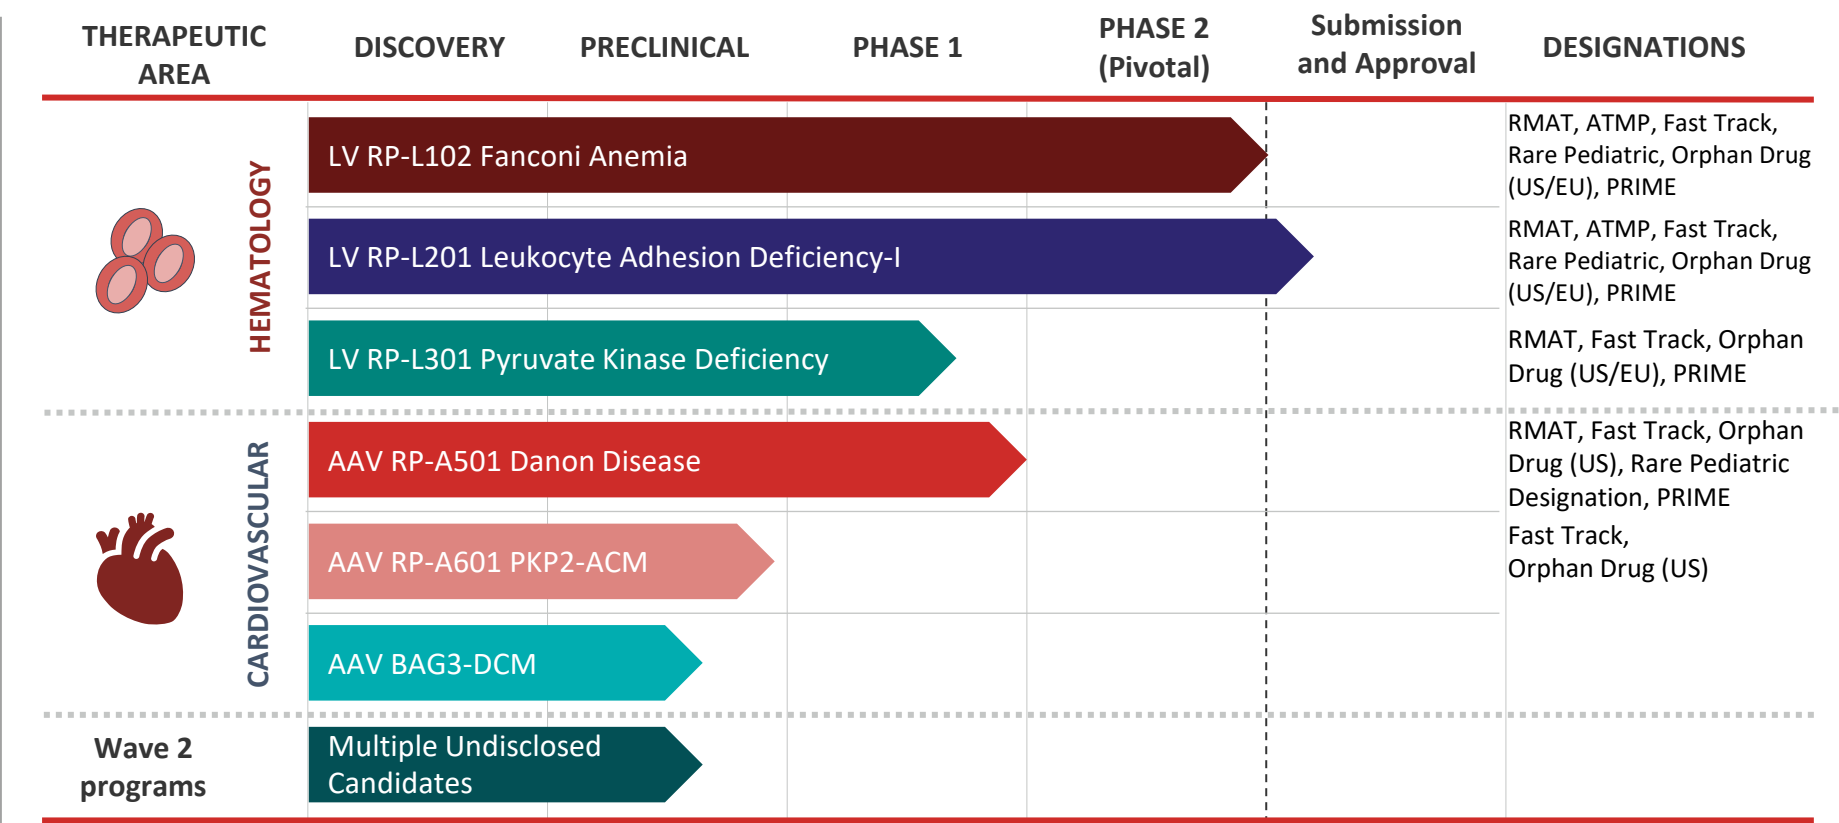 THERAPEUTIC
AREA
DISCOVERY
PRECLINICAL
PHASE 1
PHASE 2
(Pivotal)
Submission
and Approval
DESIGNATIONS
HEMATOLOGY
LV RP-L102 Fanconi Anemia
RMAT, ATMP, Fast Track,
Rare Pediatric, Orphan Drug
(US/EU), PRIME
LV RP-L201 Leukocyte Adhesion Deficiency-I
RMAT, ATMP, Fast Track,
Rare Pediatric, Orphan Drug
(US/EU), PRIME
LV RP-L301 Pyruvate Kinase Deficiency
RMAT, Fast Track, Orphan
Drug (US/EU), PRIME
CARDIOVASCULAR
AAV RP-A501 Danon Disease
RMAT, Fast Track, Orphan
Drug (US), Rare Pediatric
Designation, PRIME
AAV RP-A601 PKP2-ACM
Fast Track,
Orphan Drug (US)
AAV BAG3-DCM
Wave 2
programs
Multiple Undisclosed
Candidates